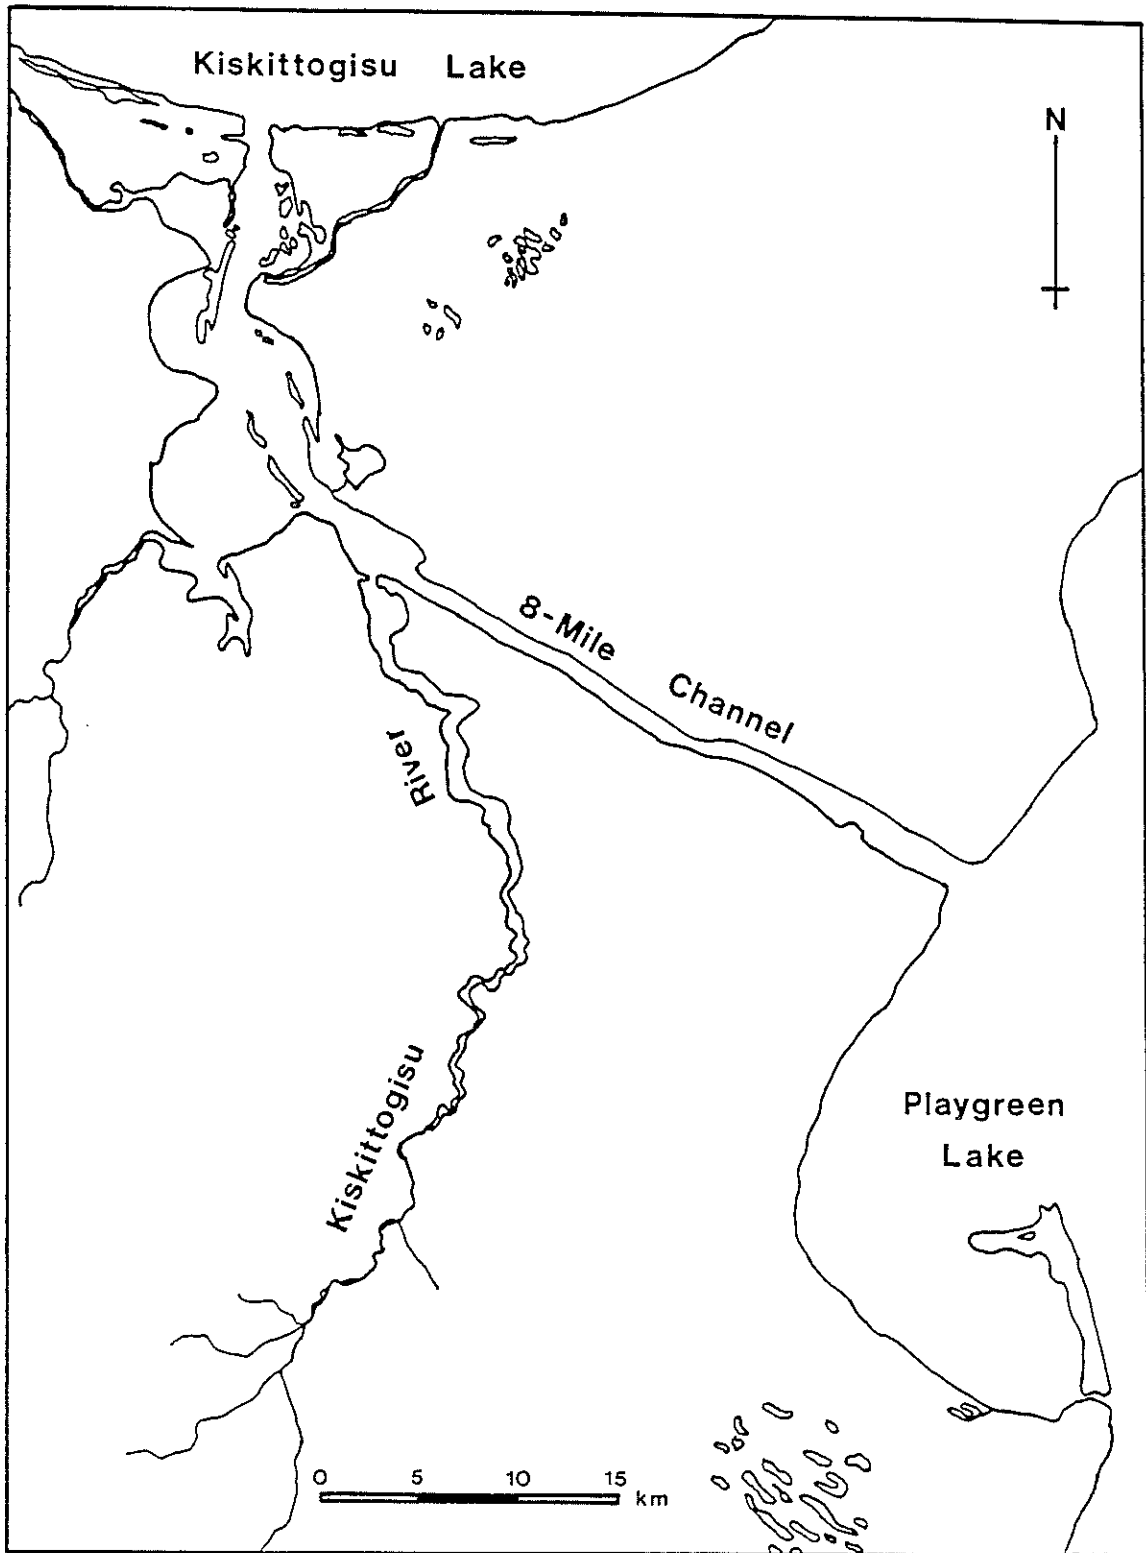 Kiskittogisu Lake
N
8-Mile Channel
River
Kiskittogisu
Playgreen
Lake
0 5 10 15
km